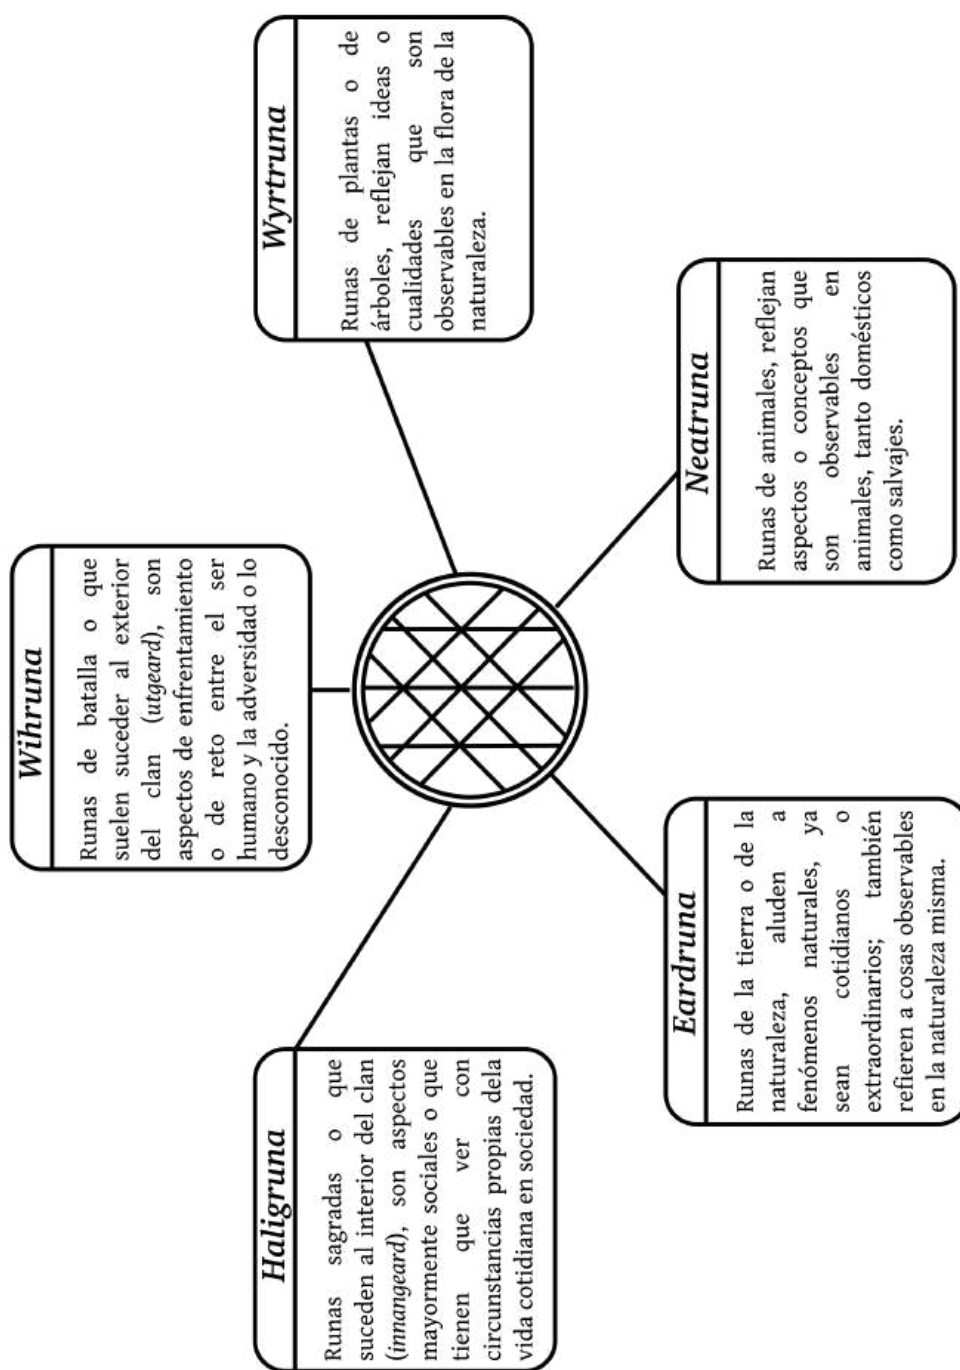 Haligruna
Runas sagradas o que
suceden al interior del clan
(innangeard), son aspectos
mayormente sociales o que
tienen que ver con
circunstancias propias dela
vida cotidiana en sociedad.
Wihruna
Runas de batalla o que
suelen suceder al exterior
del clan (utgeard), son
aspectos de enfrentamiento
o de reto entre el ser
humano y la adversidad o lo
desconocido.
Wyrtruna
Runas de plantas o de
árboles, reflejan ideas o
cualidades que son
observables en la flora de la
naturaleza.
Eardruna
Runas de la tierra o de la
naturaleza, aluden a
fenómenos naturales, ya
sean cotidianos o
extraordinarios; también
refieren a cosas observables
en la naturaleza misma.
Neatruna
Runas de animales, reflejan
aspectos o conceptos que
son observables en
animales, tanto domésticos
como salvajes.